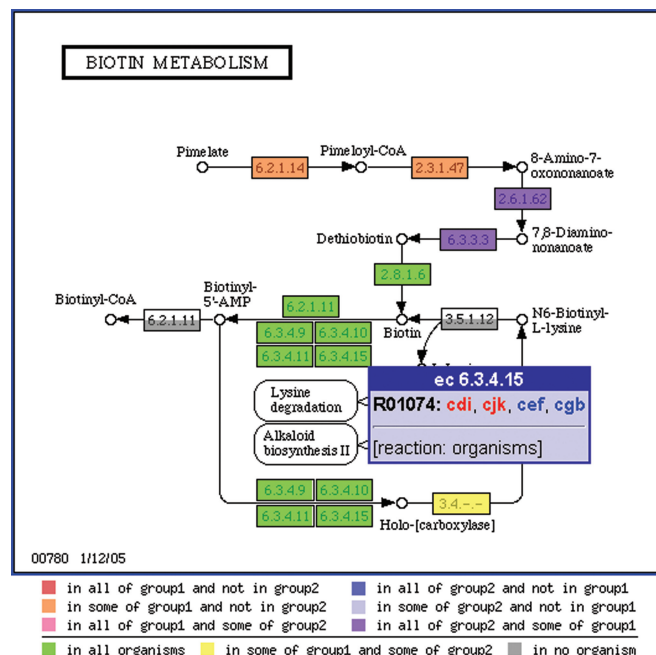 BIOTIN METABOLISM
Pimelate
6.2.1.14
Pimeloyl-CoA
2.3.1.47
8-Amino-7-
oxononanoate
2.6.1.62
Dethiobiotin
6.3.3.3
7,8-Diamino-
nonanoate
2.8.1.6
Biotinyl-CoA
6.2.1.11
Biotinyl-
5'-AMP
6.2.1.11
6.3.4.9
6.3.4.10
6.3.4.11
6.3.4.15
Biotin
3.5.1.12
N6-Biotinyl-
L-lysine
ec 6.3.4.15
R01074: cdi, cjk, cef, cgb
[reaction: organisms]
Lysine
degradation
Alkaloid
biosynthesis II
6.3.4.9
6.3.4.10
6.3.4.11
6.3.4.15
Holo-[carboxylase]
3.4.-.-
00780 1/12/05
in all of group1 and not in group2
in all of group2 and not in group1
in some of group1 and not in group2
in some of group2 and not in group1
in all of group1 and some of group2
in all of group2 and some of group1
in all organisms
in some of group1 and some of group2
in no organism